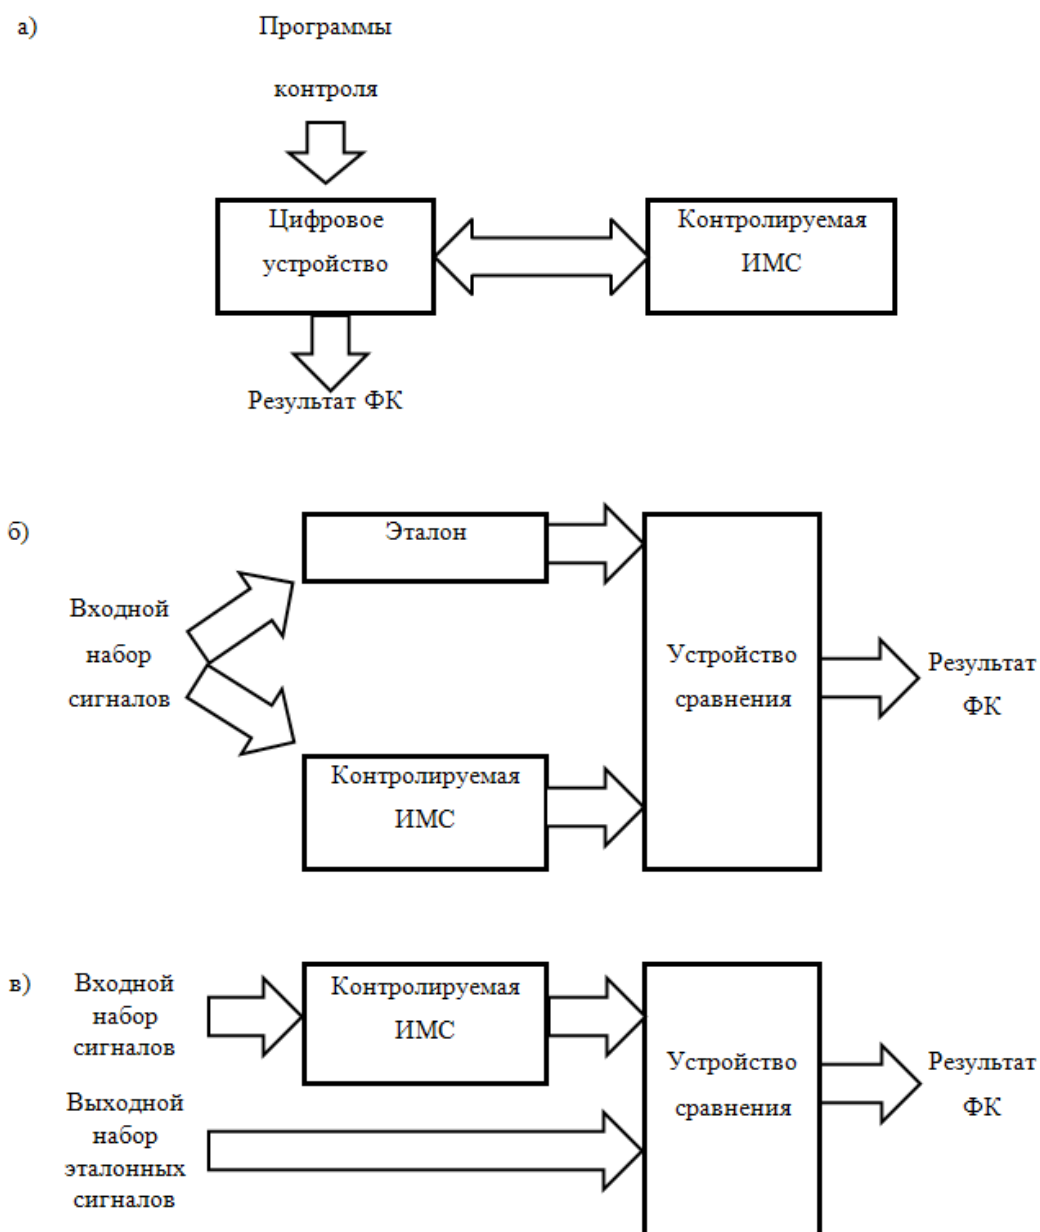 а)
Программы
контроля
Цифровое
устройство
Контролируемая
ИМС
Результат ФК
б)
Входной
набор
сигналов
Эталон
Контролируемая
ИМС
Устройство
сравнения
Результат
ФК
в)
Входной
набор
сигналов
Выходной
набор
эталонных
сигналов
Контролируемая
ИМС
Устройство
сравнения
Результат
ФК